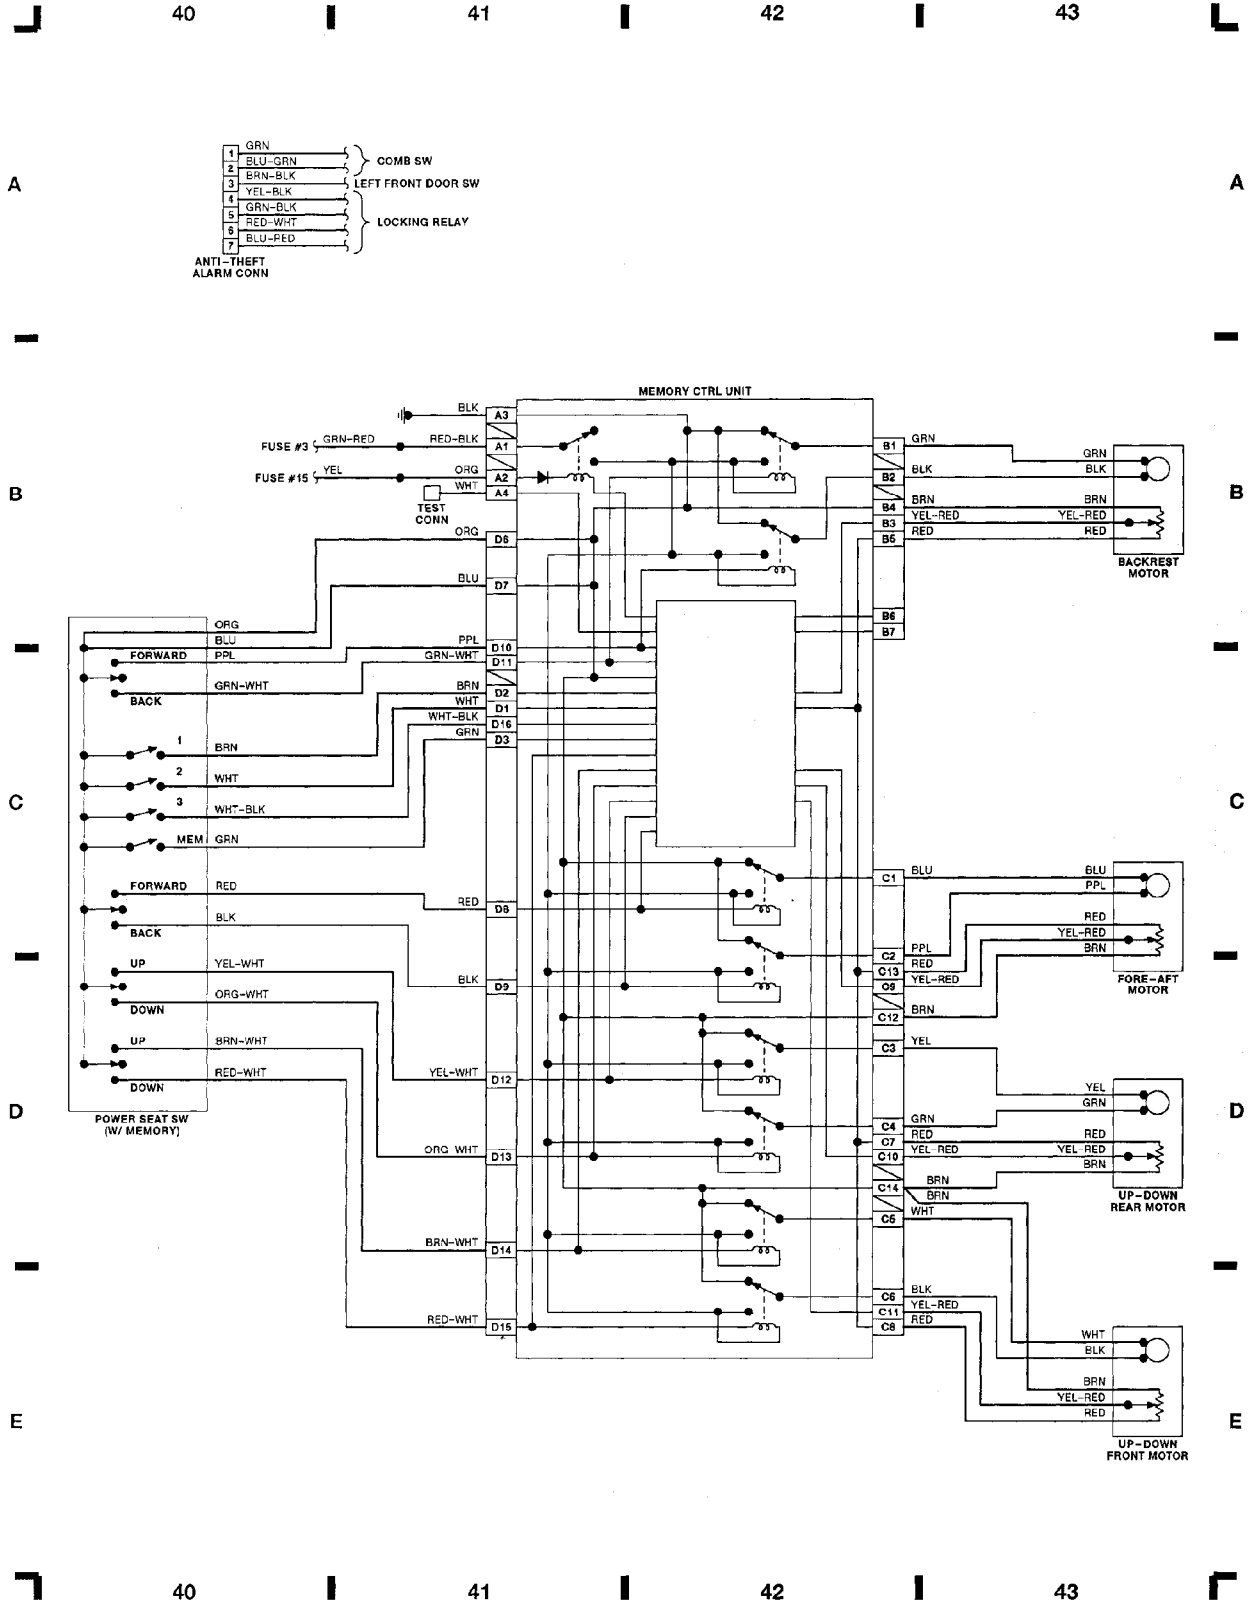 40 41 42 43
A A
1 GRN
2 BLU-GRN
COMB SW
3 BRN-BLK
LEFT FRONT DOOR SW
4 YEL-BLK
5 GRN-BLK
LOCKING RELAY
6 RED-WHT
7 BLU-RED
ANTI-THEFT
ALARM CONN
MEMORY CTRL UNIT
BLK A3
FUSE #3 GRN-RED RED-BLK A1
FUSE #15 YEL ORG A2
WHT A4
TEST
CONN
B B
ORG D6
BLU D7
PPL D10
GRN-WHT D11
BRN D2
WHT D1
WHT-BLK D16
GRN D3
RED D8
BLK D9
YEL-WHT D12
ORG WHT D13
BRN-WHT D14
RED-WHT D15
ORG
BLU
FORWARD PPL
GRN-WHT
BACK
1 BRN
2 WHT
3 WHT-BLK
MEM GRN
FORWARD RED
BLK
BACK
UP YEL-WHT
ORG-WHT
DOWN
UP BRN-WHT
RED-WHT
DOWN
POWER SEAT SW
(W/ MEMORY)
B1 GRN GRN
B2 BLK BLK
B4 BRN BRN
B3 YEL-RED YEL-RED
B5 RED RED
BACKREST
MOTOR
B6
B7
C C
C1 BLU BLU
PPL
RED
YEL-RED
BRN
C2 PPL
C13 RED
C9 YEL-RED
C12 BRN
FORE-AFT
MOTOR
C3 YEL YEL
GRN
C4 GRN
C7 RED RED
C10 YEL-RED YEL-RED
BRN
C14 BRN
BRN
C5 WHT
UP-DOWN
REAR MOTOR
D D
C6 BLK
C11 YEL-RED
C8 RED
WHT
BLK
BRN
YEL-RED
RED
UP-DOWN
FRONT MOTOR
E E
40 41 42 43